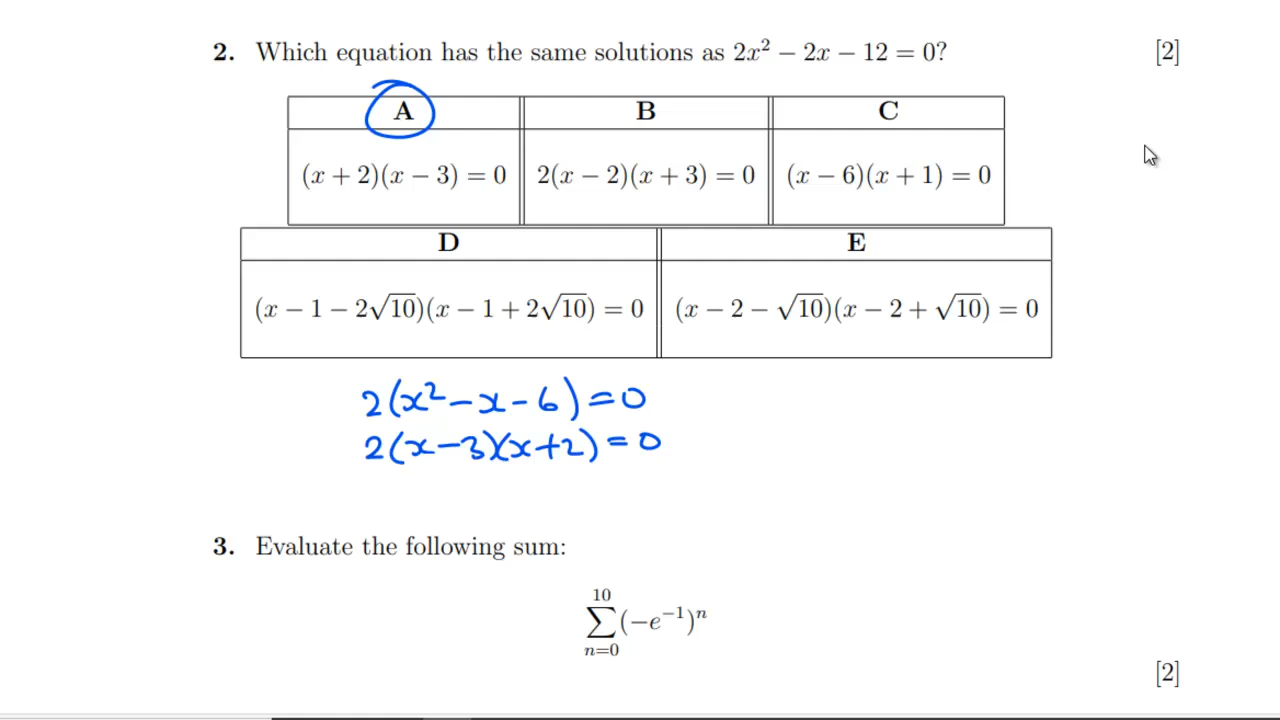 2. Which equation has the same solutions as 2x² − 2x − 12 = 0? [2]
A B C
(x + 2)(x − 3) = 0 2(x − 2)(x + 3) = 0 (x − 6)(x + 1) = 0
D E
(x − 1 − 2√10)(x − 1 + 2√10) = 0 (x − 2 − √10)(x − 2 + √10) = 0
2(x² − x − 6) = 0
2(x − 3)(x + 2) = 0
3. Evaluate the following sum:
10
∑(−e⁻¹)ⁿ
n=0
[2]